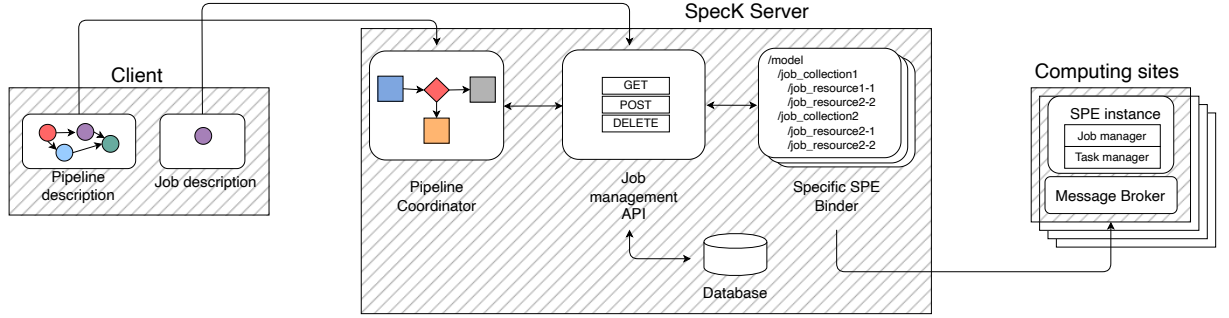 SpecK Server
Client
Pipeline
description
Job description
Pipeline
Coordinator
GET
POST
DELETE
Job
management
API
Database
/model
/job_collection1
/job_resource1-1
/job_resource2-2
/job_collection2
/job_resource2-1
/job_resource2-2
Specific SPE
Binder
Computing sites
SPE instance
Job manager
Task manager
Message Broker